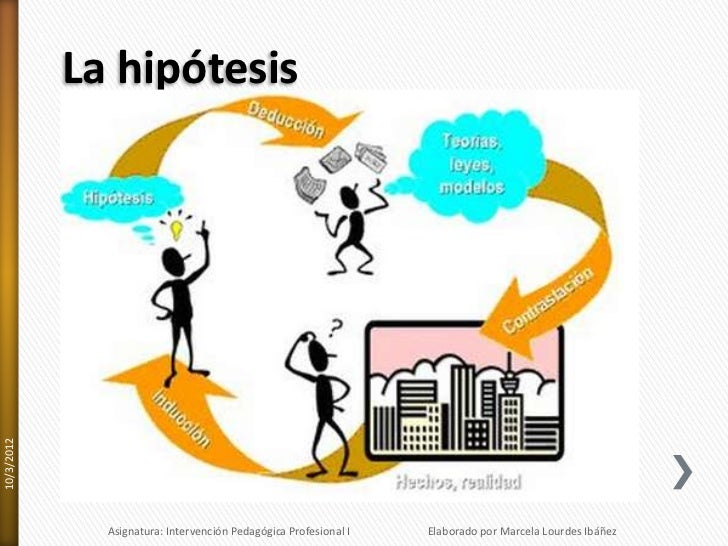 La hipótesis
Deducción
Teorías,
leyes,
modelos
Hipótesis
Contrastación
?
Inducción
Hechos, realidad
10/3/2012
Asignatura: Intervención Pedagógica Profesional I
Elaborado por Marcela Lourdes Ibáñez